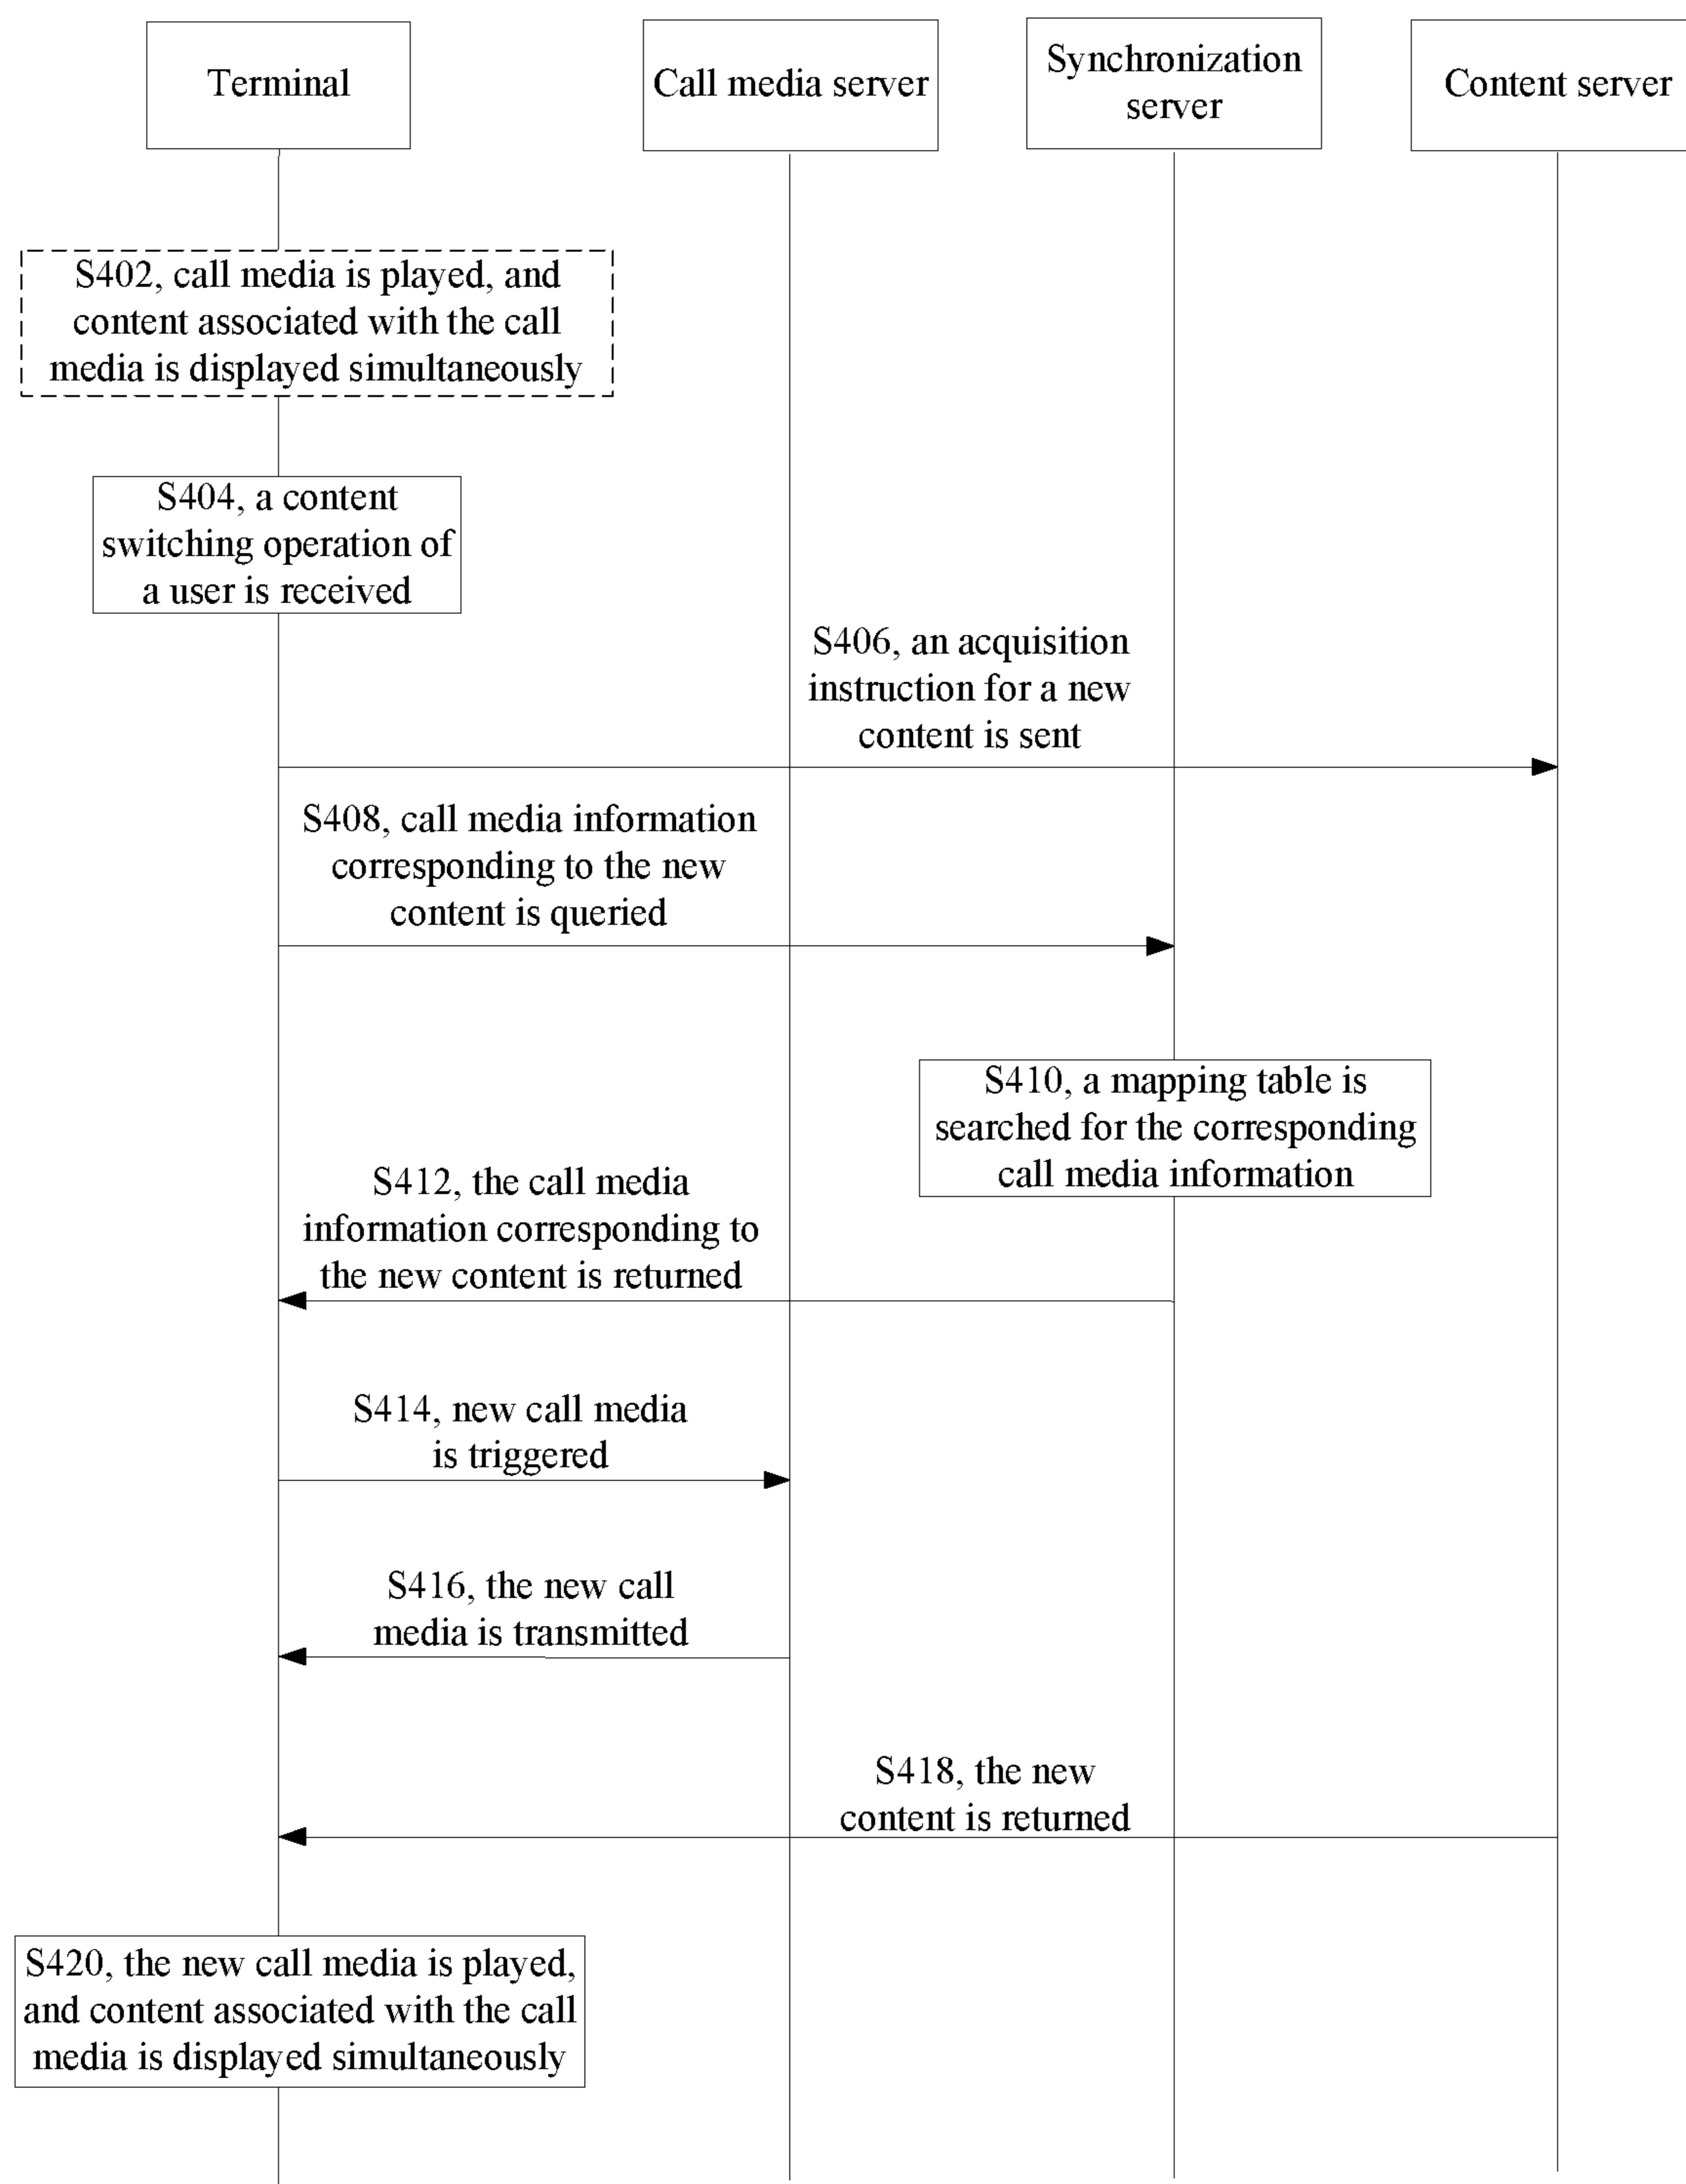 Terminal
Call media server
Synchronization
server
Content server
S402, call media is played, and
content associated with the call
media is displayed simultaneously
S404, a content
switching operation of
a user is received
S406, an acquisition
instruction for a new
content is sent
S408, call media information
corresponding to the new
content is queried
S410, a mapping table is
searched for the corresponding
call media information
S412, the call media
information corresponding to
the new content is returned
S414, new call media
is triggered
S416, the new call
media is transmitted
S418, the new
content is returned
S420, the new call media is played,
and content associated with the call
media is displayed simultaneously